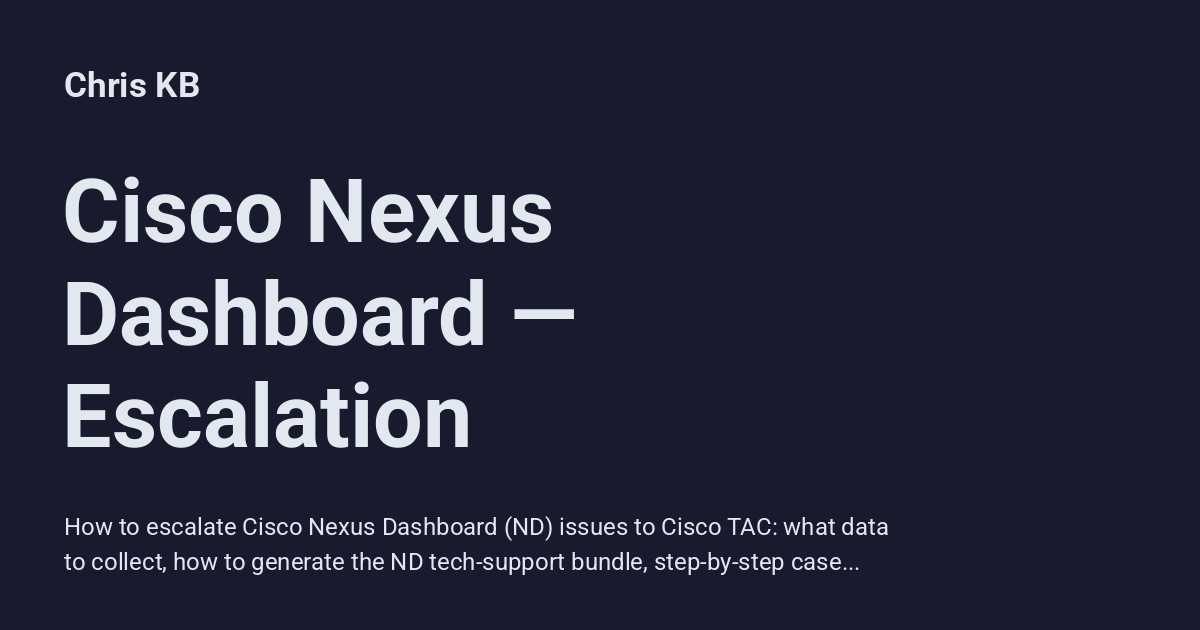 Chris KB
Cisco Nexus
Dashboard —
Escalation
How to escalate Cisco Nexus Dashboard (ND) issues to Cisco TAC: what data
to collect, how to generate the ND tech-support bundle, step-by-step case...